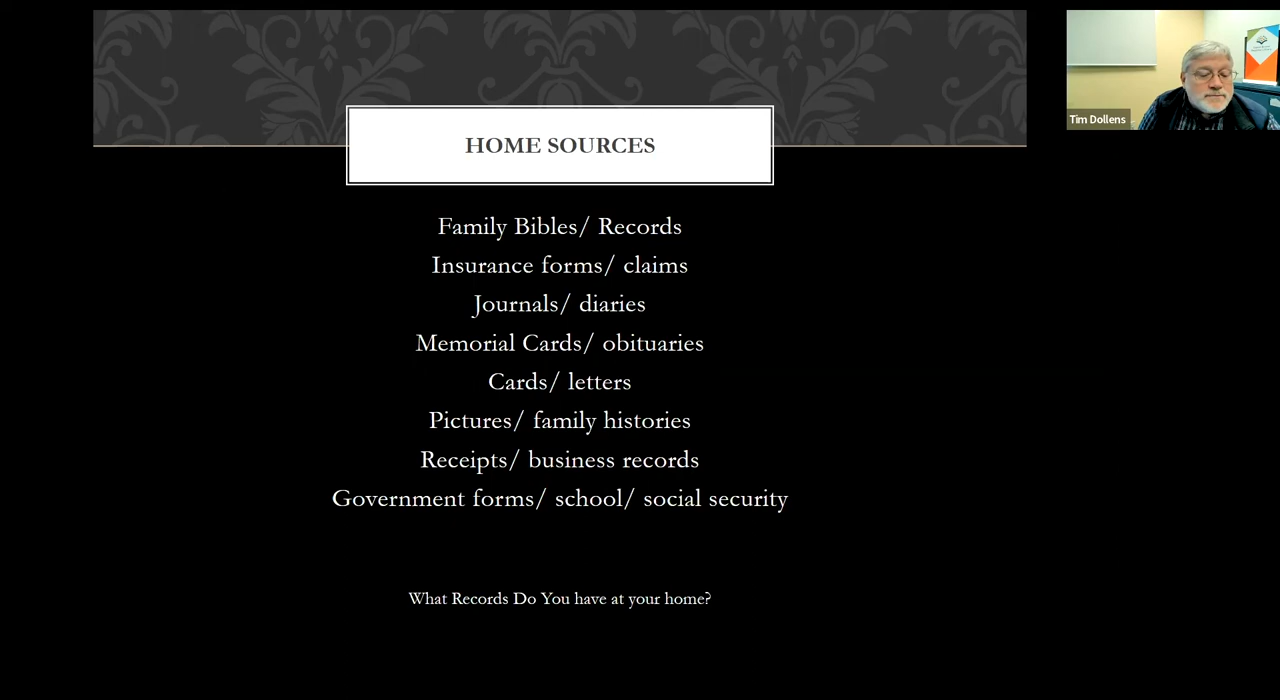 HOME SOURCES
Family Bibles/ Records
Insurance forms/ claims
Journals/ diaries
Memorial Cards/ obituaries
Cards/ letters
Pictures/ family histories
Receipts/ business records
Government forms/ school/ social security
What Records Do You have at your home?
Tim Dollens